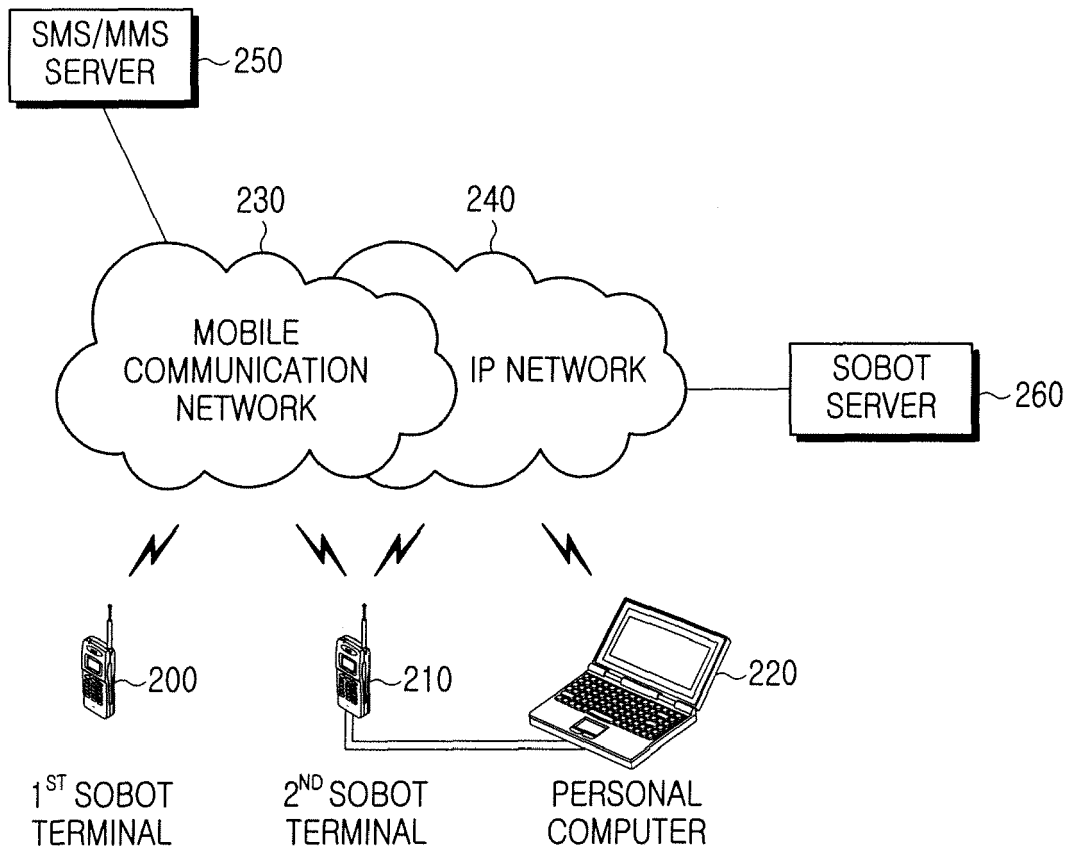 SMS/MMS
SERVER
250
230
240
MOBILE
COMMUNICATION
NETWORK
IP NETWORK
SOBOT
SERVER
260
200
210
220
1ST SOBOT
TERMINAL
2ND SOBOT
TERMINAL
PERSONAL
COMPUTER